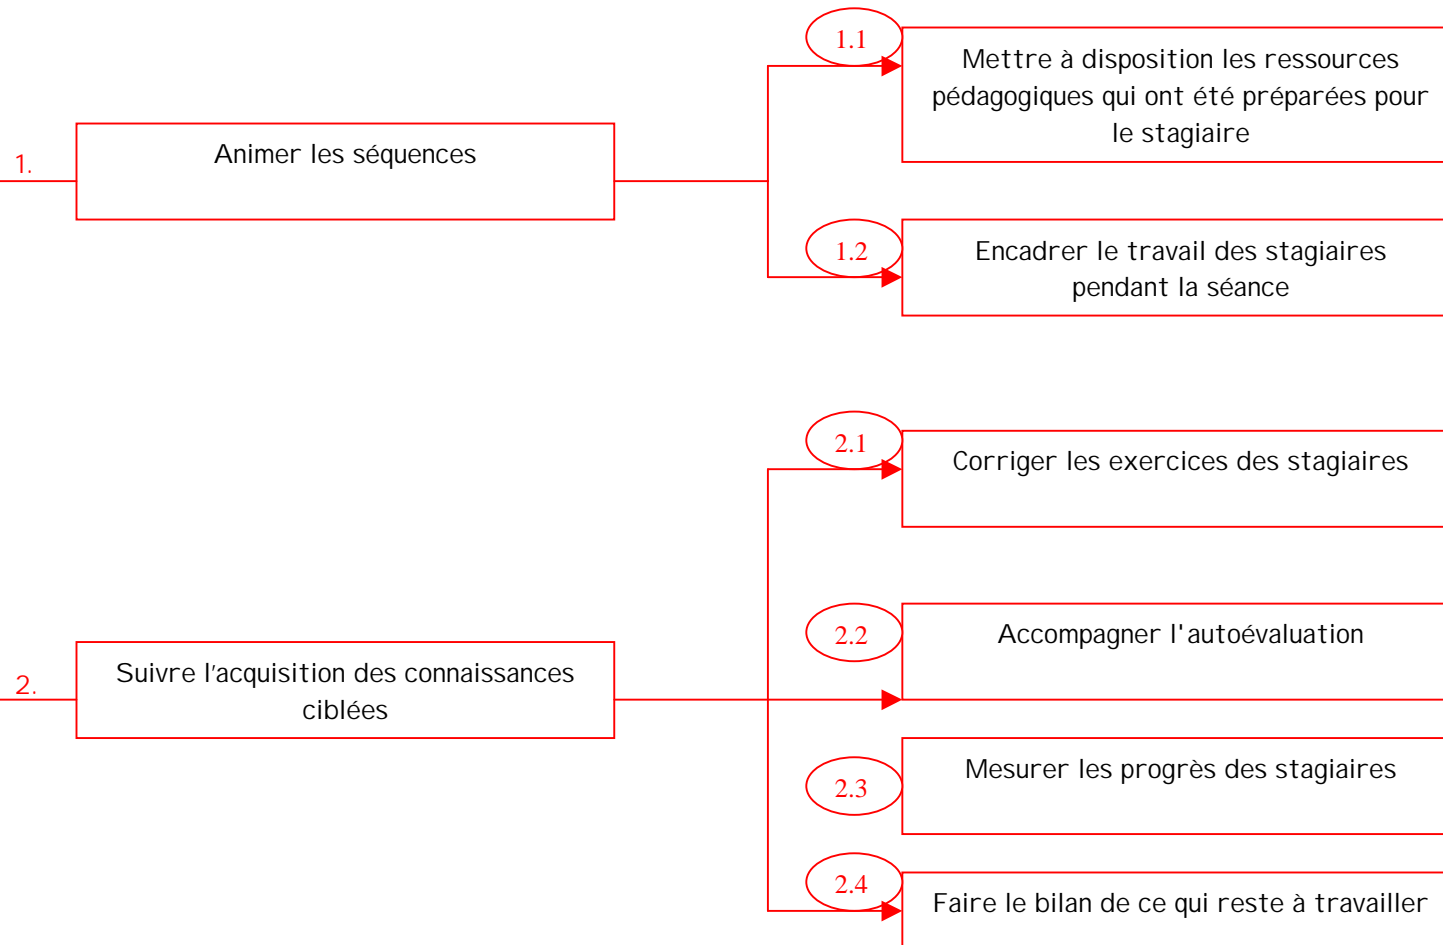 1.
Animer les séquences
1.1
Mettre à disposition les ressources
pédagogiques qui ont été préparées pour
le stagiaire
1.2
Encadrer le travail des stagiaires
pendant la séance
2.
Suivre l'acquisition des connaissances
ciblées
2.1
Corriger les exercices des stagiaires
2.2
Accompagner l'autoévaluation
2.3
Mesurer les progrès des stagiaires
2.4
Faire le bilan de ce qui reste à travailler